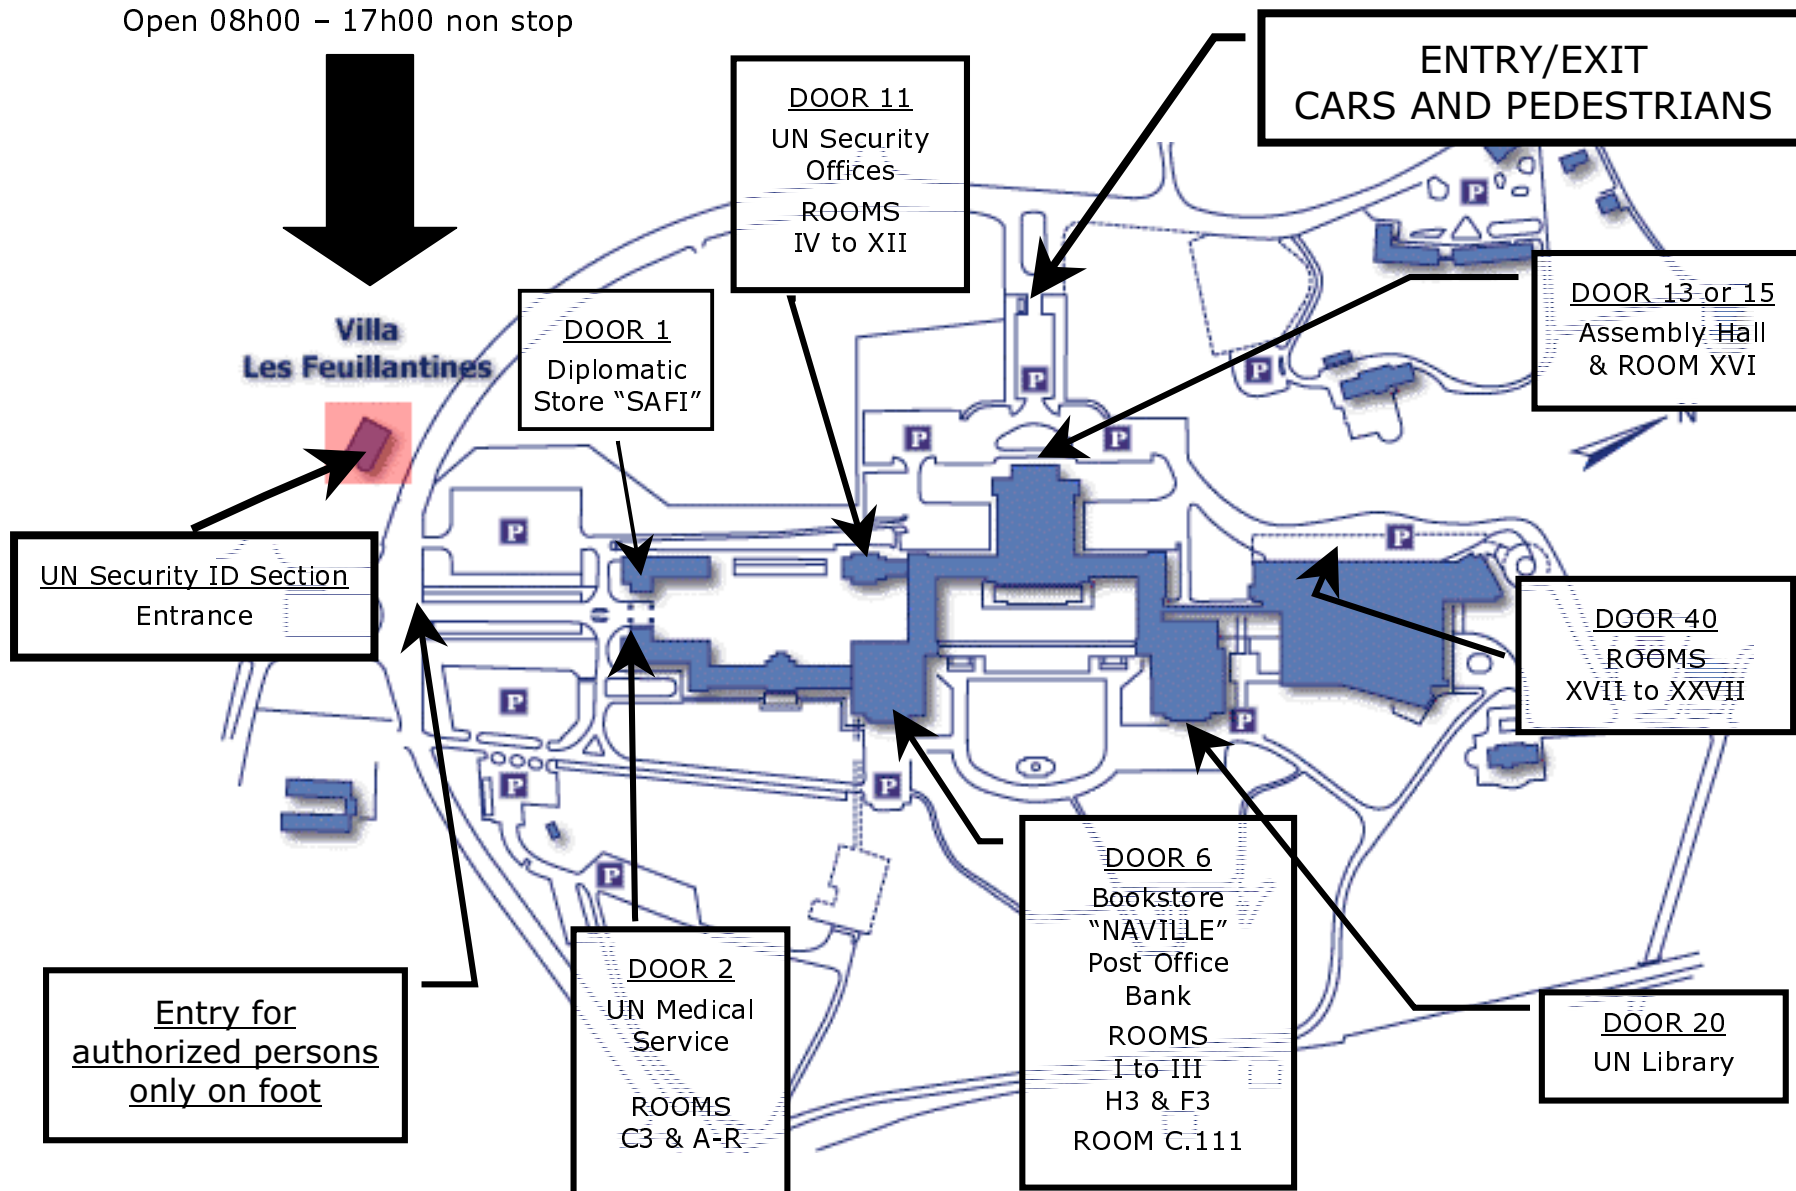 Open 08h00 – 17h00 non stop
ENTRY/EXIT
CARS AND PEDESTRIANS
DOOR 11
UN Security
Offices
ROOMS
IV to XII
DOOR 13 or 15
Assembly Hall
& ROOM XVI
DOOR 1
Diplomatic
Store “SAFI”
Villa
Les Feuillantines
N
UN Security ID Section
Entrance
DOOR 40
ROOMS
XVII to XXVII
DOOR 6
Bookstore
“NAVILLE”
Post Office
Bank
ROOMS
I to III
H3 & F3
ROOM C.111
DOOR 2
UN Medical
Service
ROOMS
C3 & A-R
Entry for
authorized persons
only on foot
DOOR 20
UN Library
P
P
P
P
P
P
P
P
P
P
P
P